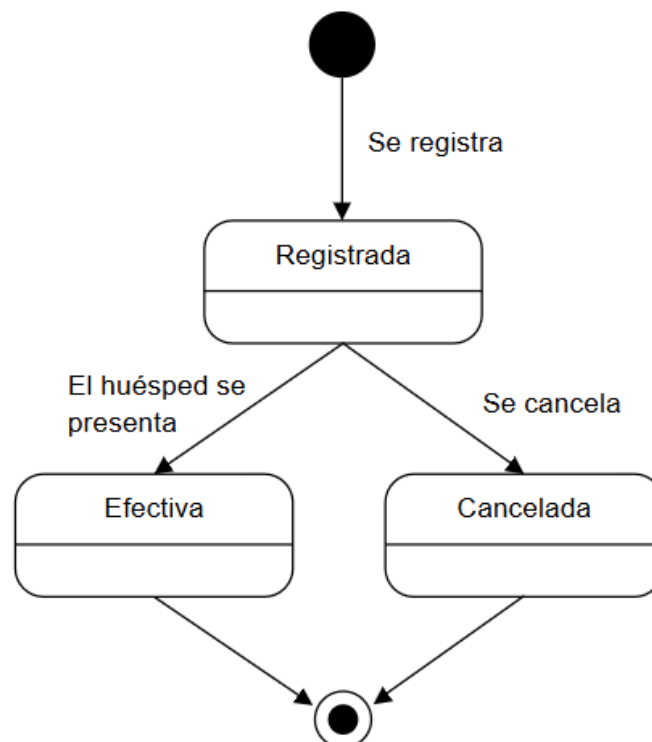 Se registra
Registrada
El huésped se
presenta
Se cancela
Efectiva
Cancelada